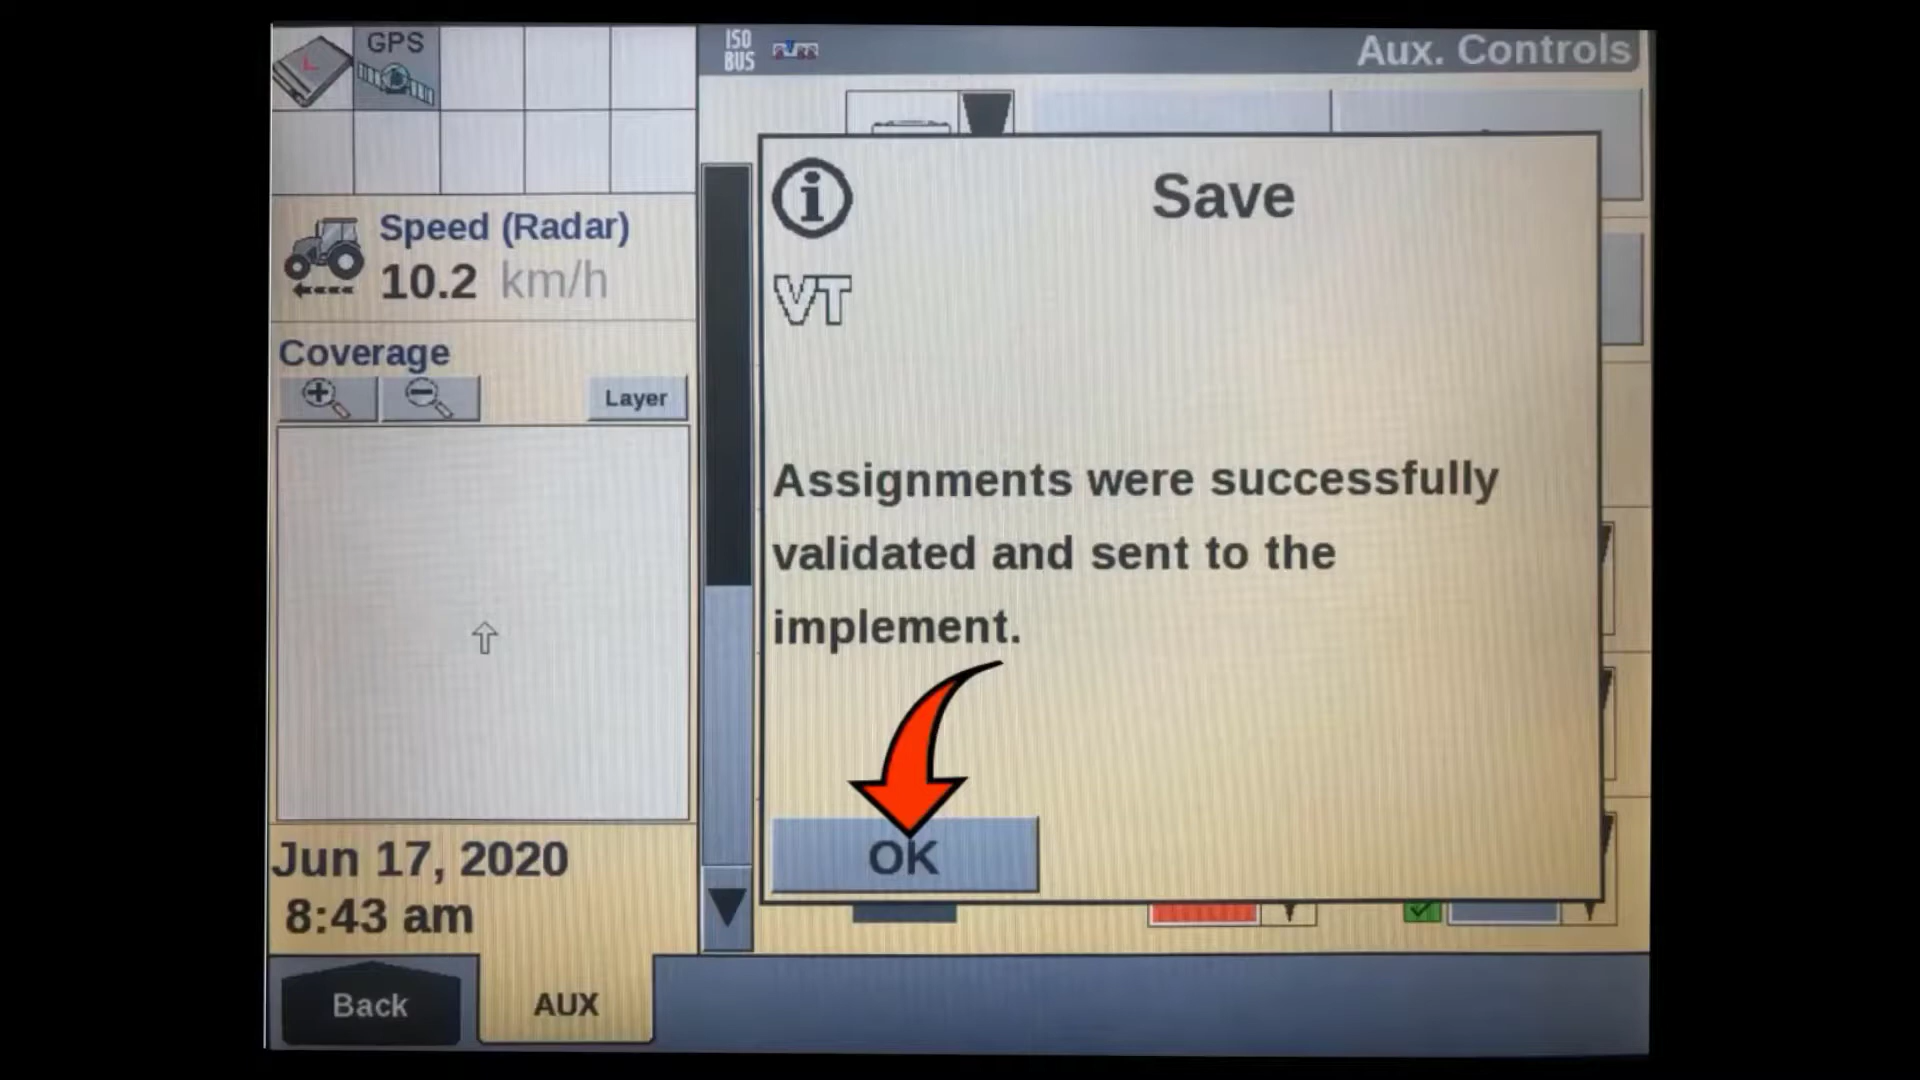 GPS
ISO
BUS
Aux. Controls
Speed (Radar)
10.2 km/h
Coverage
Layer
Save
VT
Assignments were successfully
validated and sent to the
implement.
OK
Jun 17, 2020
8:43 am
Back
AUX